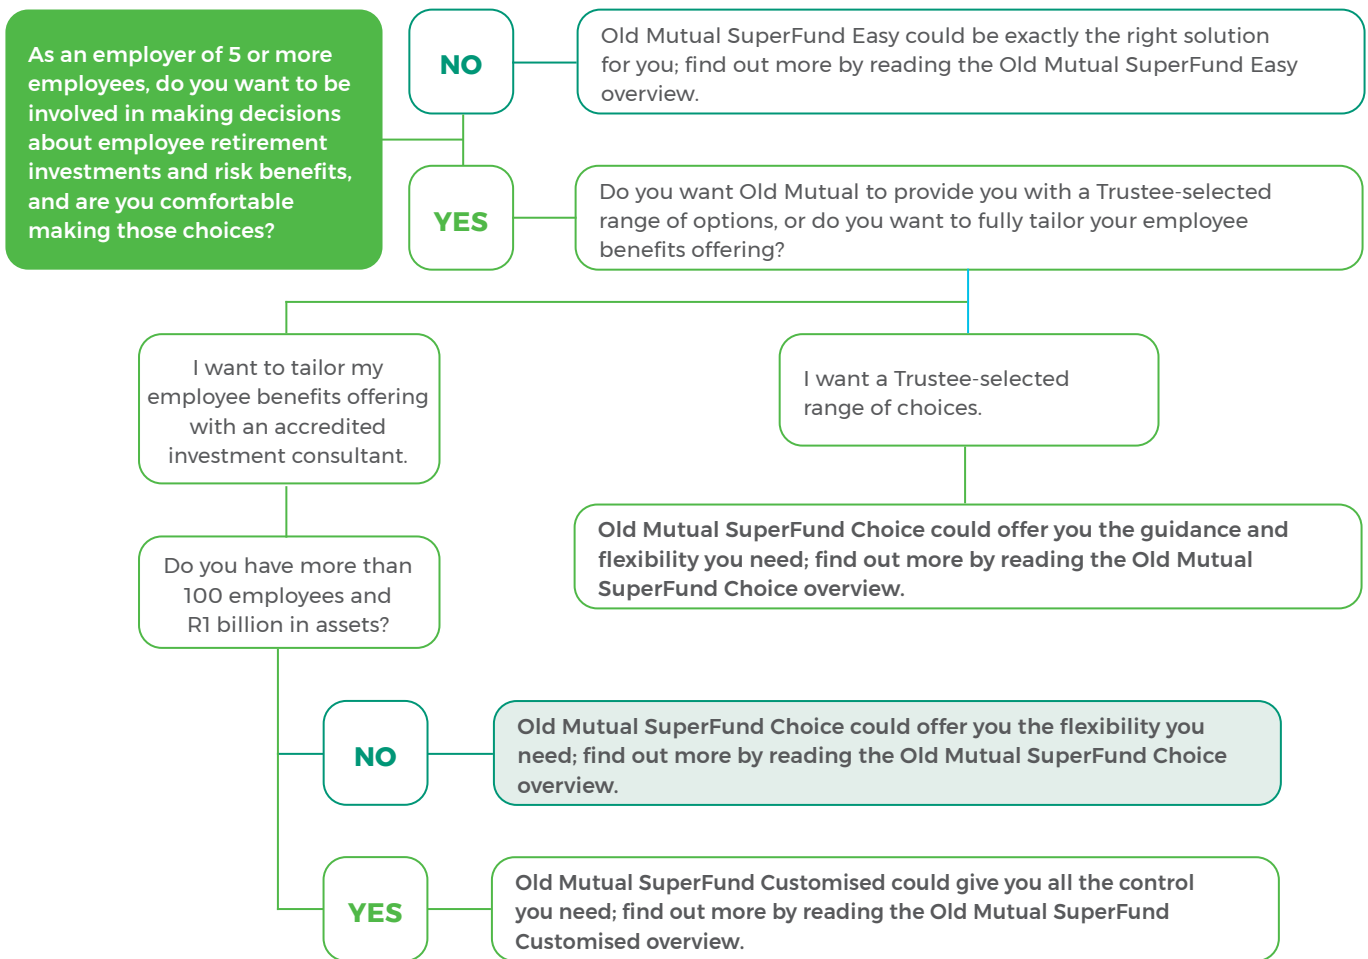 As an employer of 5 or more
employees, do you want to be
involved in making decisions
about employee retirement
investments and risk benefits,
and are you comfortable
making those choices?
NO
Old Mutual SuperFund Easy could be exactly the right solution
for you; find out more by reading the Old Mutual SuperFund Easy
overview.
YES
Do you want Old Mutual to provide you with a Trustee-selected
range of options, or do you want to fully tailor your employee
benefits offering?
I want to tailor my
employee benefits offering
with an accredited
investment consultant.
I want a Trustee-selected
range of choices.
Old Mutual SuperFund Choice could offer you the guidance and
flexibility you need; find out more by reading the Old Mutual
SuperFund Choice overview.
Do you have more than
100 employees and
R1 billion in assets?
NO
Old Mutual SuperFund Choice could offer you the flexibility you
need; find out more by reading the Old Mutual SuperFund Choice
overview.
YES
Old Mutual SuperFund Customised could give you all the control
you need; find out more by reading the Old Mutual SuperFund
Customised overview.